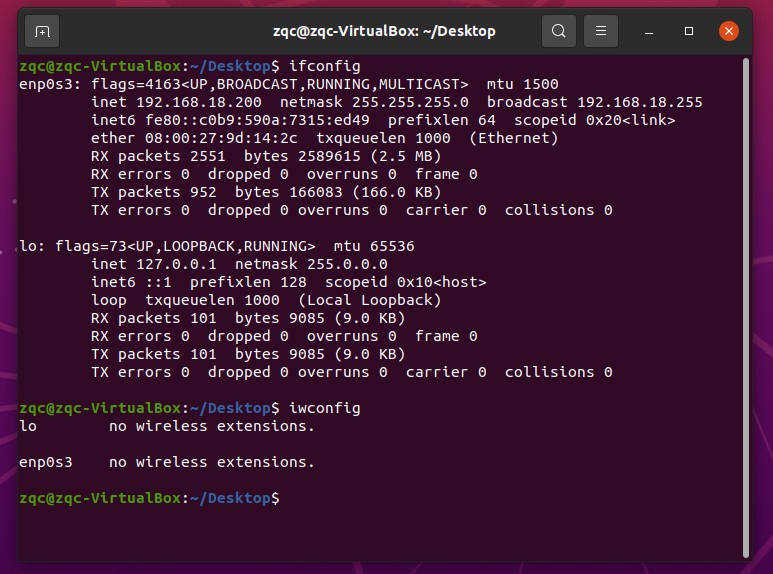 zqc@zqc-VirtualBox: ~/Desktop
zqc@zqc-VirtualBox:~/Desktop$ ifconfig
enp0s3: flags=4163<UP,BROADCAST,RUNNING,MULTICAST>  mtu 1500
        inet 192.168.18.200  netmask 255.255.255.0  broadcast 192.168.18.255
        inet6 fe80::c0b9:590a:7315:ed49  prefixlen 64  scopeid 0x20<link>
        ether 08:00:27:9d:14:2c  txqueuelen 1000  (Ethernet)
        RX packets 2551  bytes 2589615 (2.5 MB)
        RX errors 0  dropped 0  overruns 0  frame 0
        TX packets 952  bytes 166083 (166.0 KB)
        TX errors 0  dropped 0 overruns 0  carrier 0  collisions 0
lo: flags=73<UP,LOOPBACK,RUNNING>  mtu 65536
        inet 127.0.0.1  netmask 255.0.0.0
        inet6 ::1  prefixlen 128  scopeid 0x10<host>
        loop  txqueuelen 1000  (Local Loopback)
        RX packets 101  bytes 9085 (9.0 KB)
        RX errors 0  dropped 0  overruns 0  frame 0
        TX packets 101  bytes 9085 (9.0 KB)
        TX errors 0  dropped 0 overruns 0  carrier 0  collisions 0
zqc@zqc-VirtualBox:~/Desktop$ iwconfig
lo        no wireless extensions.
enp0s3    no wireless extensions.
zqc@zqc-VirtualBox:~/Desktop$